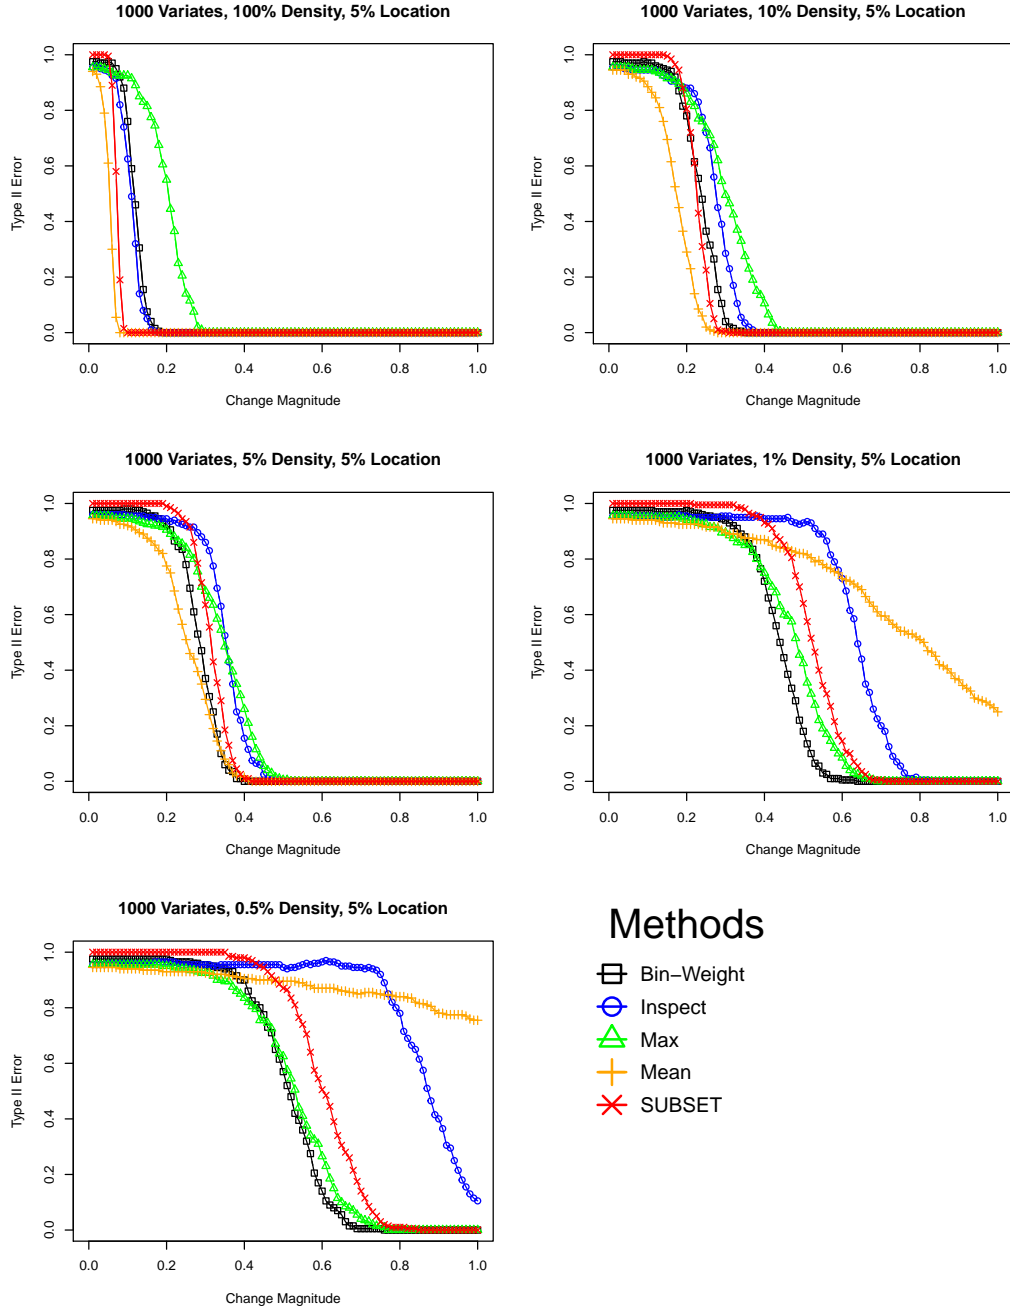 1000 Variates, 100% Density, 5% Location
Type II Error
0.0 0.2 0.4 0.6 0.8 1.0
0.0 0.2 0.4 0.6 0.8 1.0
Change Magnitude
1000 Variates, 10% Density, 5% Location
Type II Error
0.0 0.2 0.4 0.6 0.8 1.0
0.0 0.2 0.4 0.6 0.8 1.0
Change Magnitude
1000 Variates, 5% Density, 5% Location
Type II Error
0.0 0.2 0.4 0.6 0.8 1.0
0.0 0.2 0.4 0.6 0.8 1.0
Change Magnitude
1000 Variates, 1% Density, 5% Location
Type II Error
0.0 0.2 0.4 0.6 0.8 1.0
0.0 0.2 0.4 0.6 0.8 1.0
Change Magnitude
1000 Variates, 0.5% Density, 5% Location
Type II Error
0.0 0.2 0.4 0.6 0.8 1.0
0.0 0.2 0.4 0.6 0.8 1.0
Change Magnitude
Methods
Bin−Weight
Inspect
Max
Mean
SUBSET